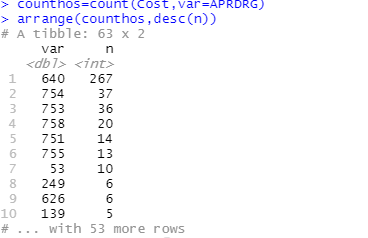 > counthos=count(Cost,var=APRDRG)
> arrange(counthos,desc(n))
# A tibble: 63 x 2
var n
<dbl> <int>
1 640 267
2 754 37
3 753 36
4 758 20
5 751 14
6 755 13
7 53 10
8 249 6
9 626 6
10 139 5
# ... with 53 more rows